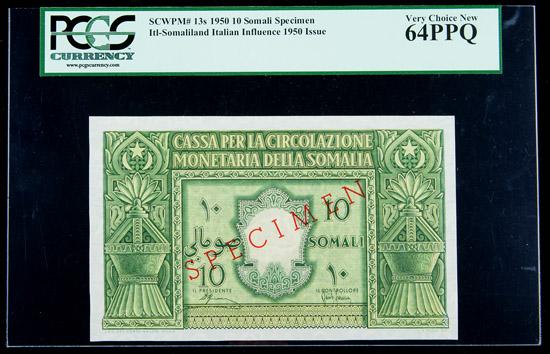 PCGS
CURRENCY
www.pcgscurrency.com
SCWPM# 13s 1950 10 Somali Specimen
Itl-Somaliland Italian Influence 1950 Issue
Very Choice New
64PPQ
CASSA PER LA CIRCOLAZIONE
MONETARIA DELLA SOMALIA
١٠
10
صومالي
SOMALI
SPECIMEN
10
١٠
IL PRESIDENTE
IL CONTROLLORE